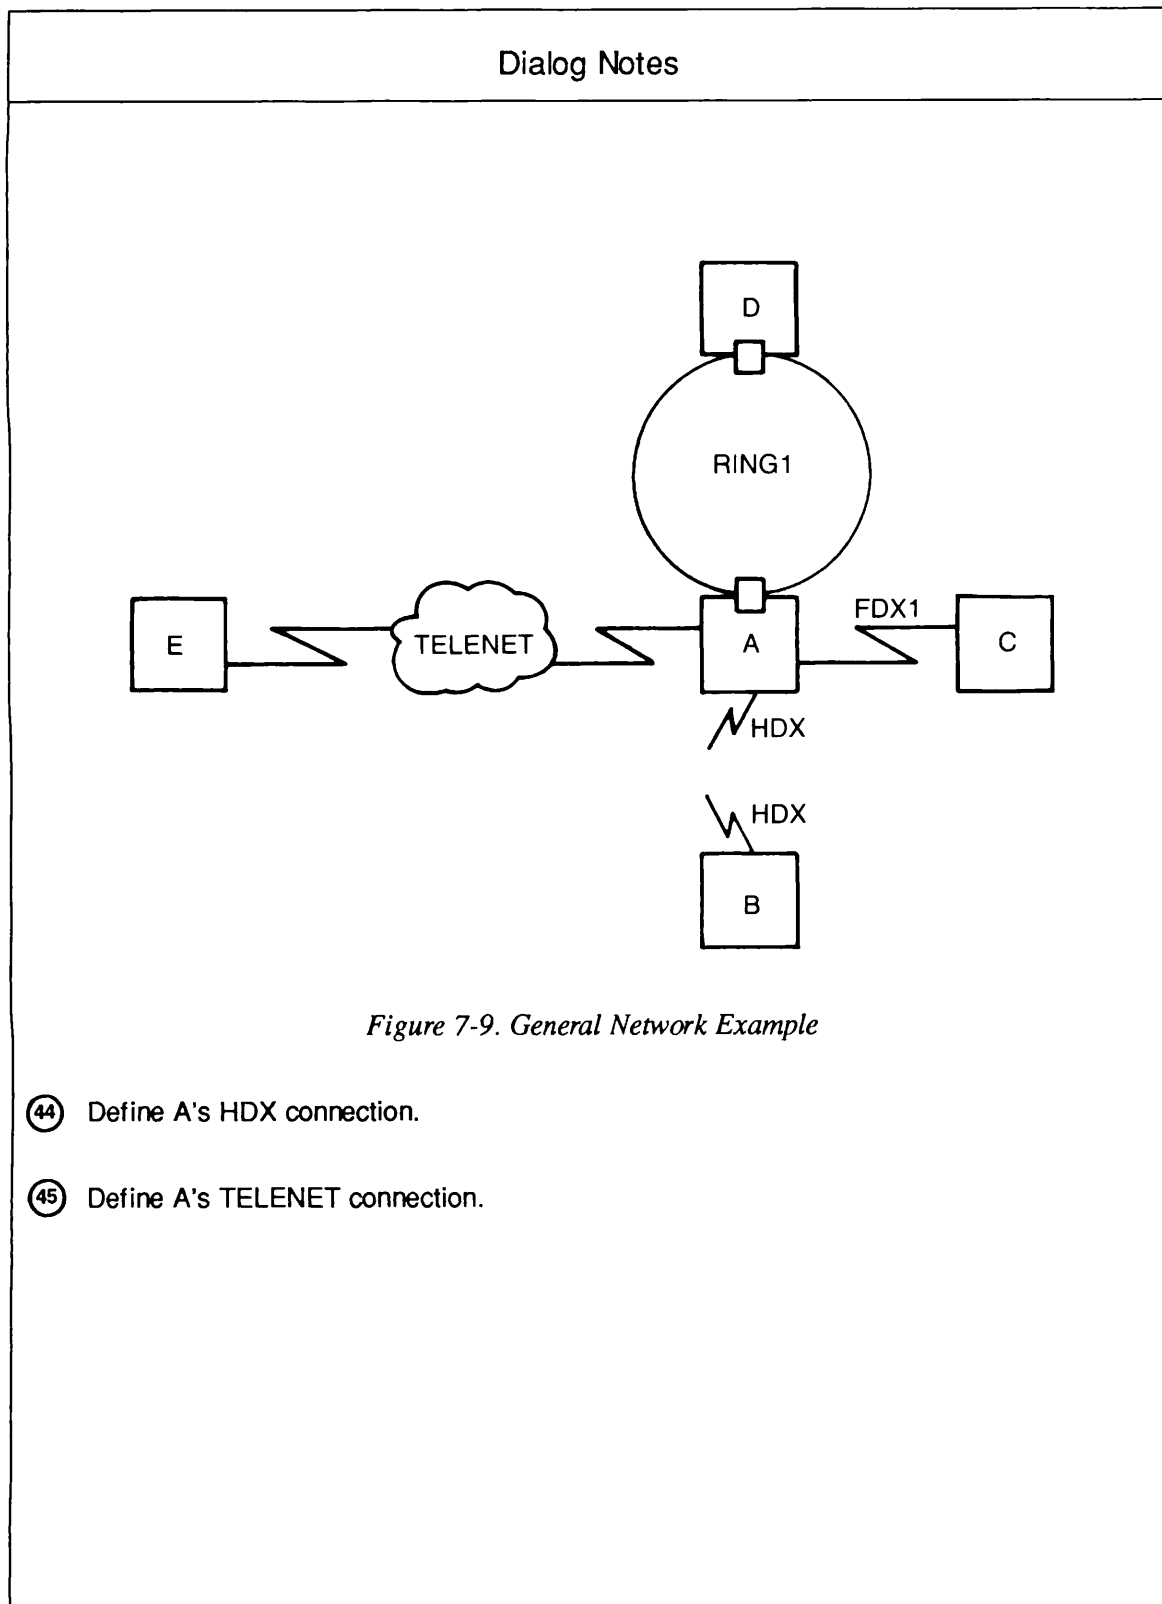 Dialog Notes
D
RING1
E
TELENET
A
FDX1
C
HDX
HDX
B
Figure 7-9. General Network Example
44 Define A's HDX connection.
45 Define A's TELENET connection.